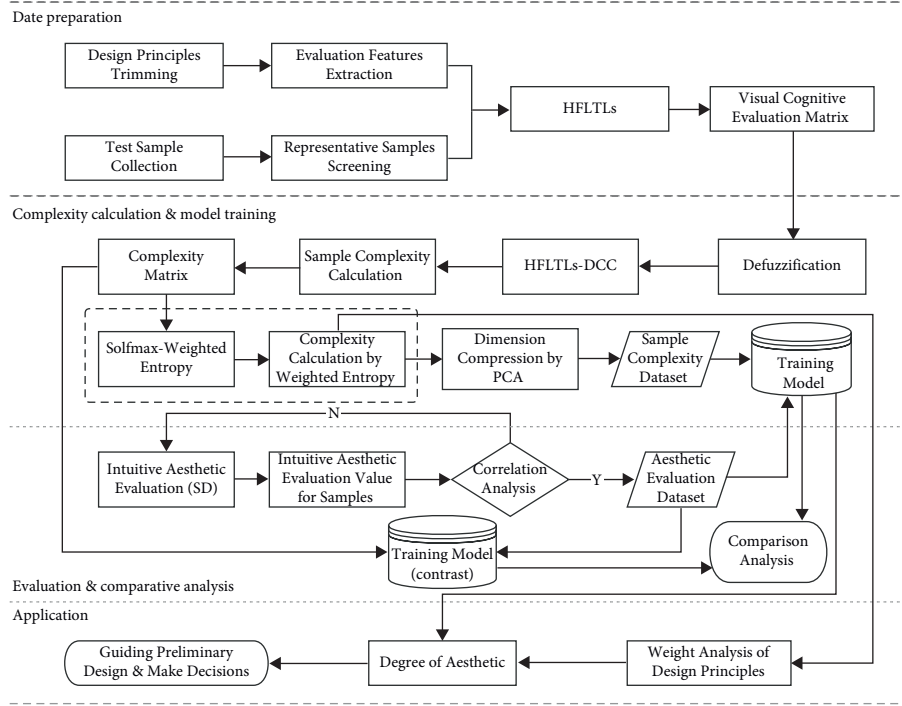 Date preparation
Design Principles
Trimming
Evaluation Features
Extraction
HFLTLs
Visual Cognitive
Evaluation Matrix
Test Sample
Collection
Representative Samples
Screening
Complexity calculation & model training
Complexity
Matrix
Sample Complexity
Calculation
HFLTLs-DCC
Defuzzification
Solfmax-Weighted
Entropy
Complexity
Calculation by
Weighted Entropy
Dimension
Compression by
PCA
Sample
Complexity
Dataset
Training
Model
N
Intuitive Aesthetic
Evaluation (SD)
Intuitive Aesthetic
Evaluation Value
for Samples
Correlation
Analysis
Y
Aesthetic
Evaluation
Dataset
Training Model
(contrast)
Comparison
Analysis
Evaluation & comparative analysis
Application
Guiding Preliminary
Design & Make Decisions
Degree of Aesthetic
Weight Analysis of
Design Principles